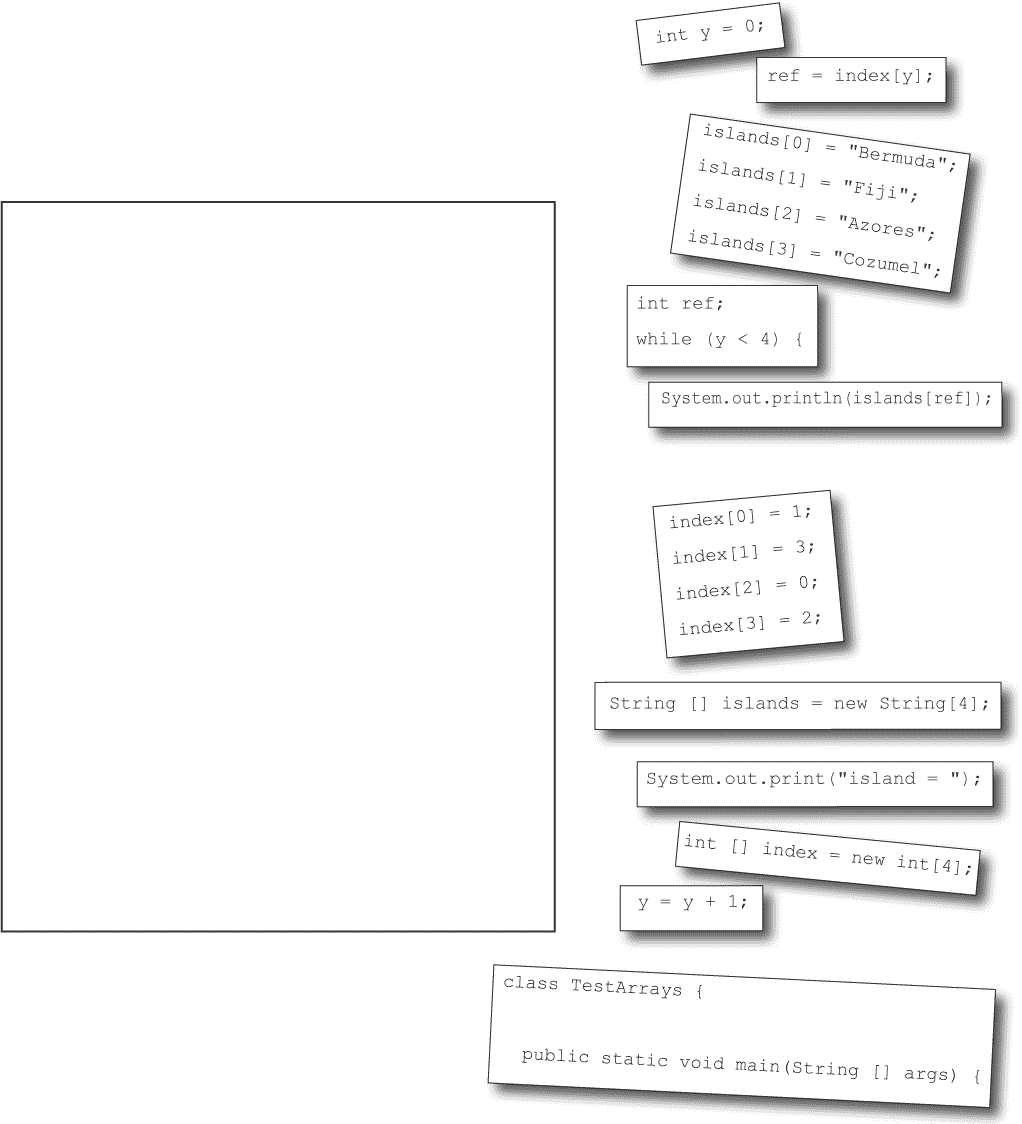 int y = 0;
ref = index[y];
islands[0] = "Bermuda";
islands[1] = "Fiji";
islands[2] = "Azores";
islands[3] = "Cozumel";
int ref;
while (y < 4) {
System.out.println(islands[ref]);
index[0] = 1;
index[1] = 3;
index[2] = 0;
index[3] = 2;
String [] islands = new String[4];
System.out.print("island = ");
int [] index = new int[4];
y = y + 1;
class TestArrays {
public static void main(String [] args) {